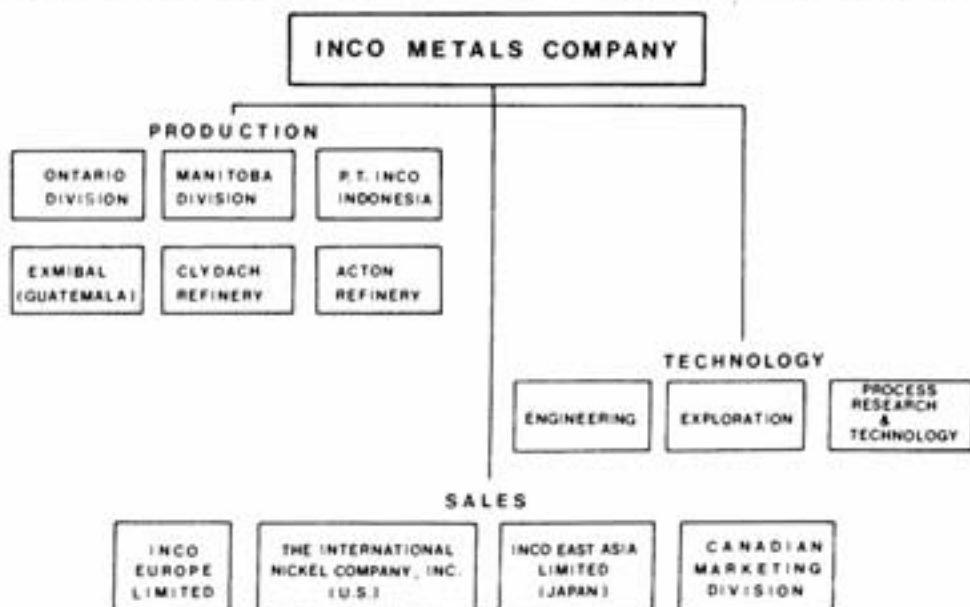 INCO METALS COMPANY
PRODUCTION
ONTARIO
DIVISION
MANITOBA
DIVISION
P.T. INCO
INDONESIA
EXMIBAL
(GUATEMALA)
CLYDACH
REFINERY
ACTON
REFINERY
TECHNOLOGY
ENGINEERING
EXPLORATION
PROCESS
RESEARCH
&
TECHNOLOGY
SALES
INCO
EUROPE
LIMITED
THE INTERNATIONAL
NICKEL COMPANY, INC.
(U.S.)
INCO EAST ASIA
LIMITED
(JAPAN)
CANADIAN
MARKETING
DIVISION